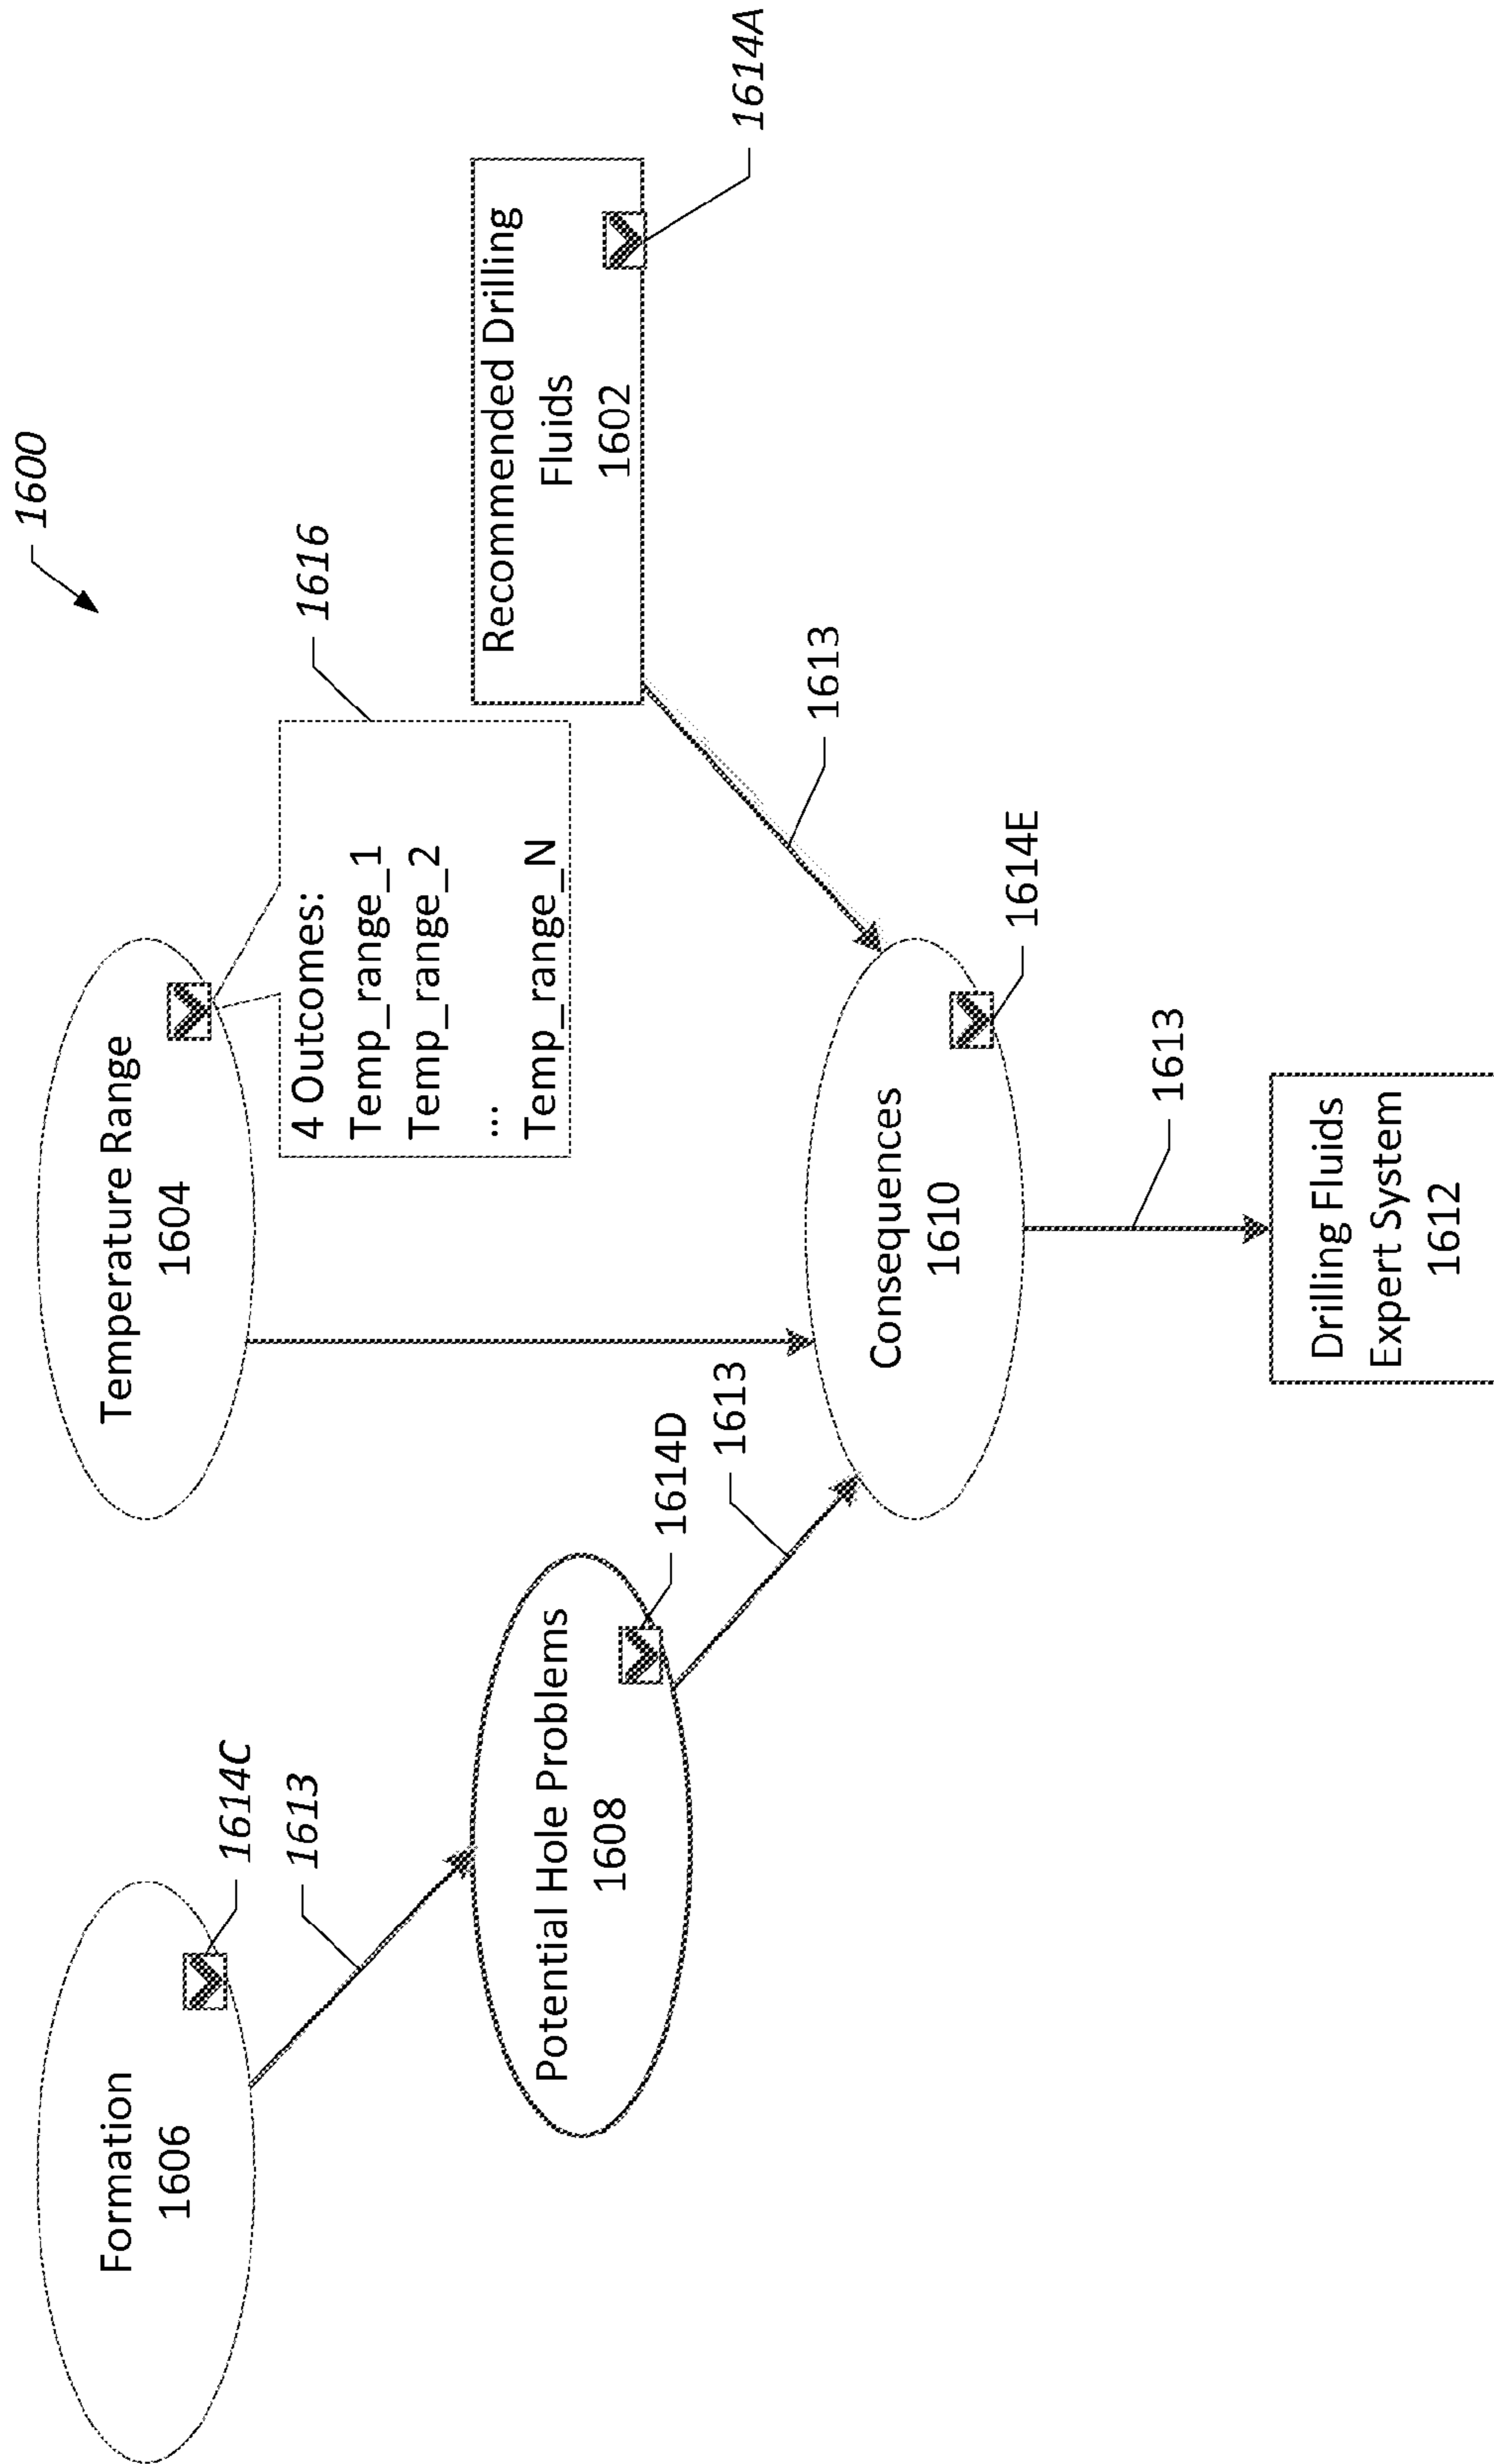 1600
Formation
1606
1614C
1613
Temperature Range
1604
1616
4 Outcomes:
Temp_range_1
Temp_range_2
...
Temp_range_N
Potential Hole Problems
1608
1614D
1613
Recommended Drilling
Fluids
1602
1614A
1613
Consequences
1610
1614E
1613
Drilling Fluids
Expert System
1612